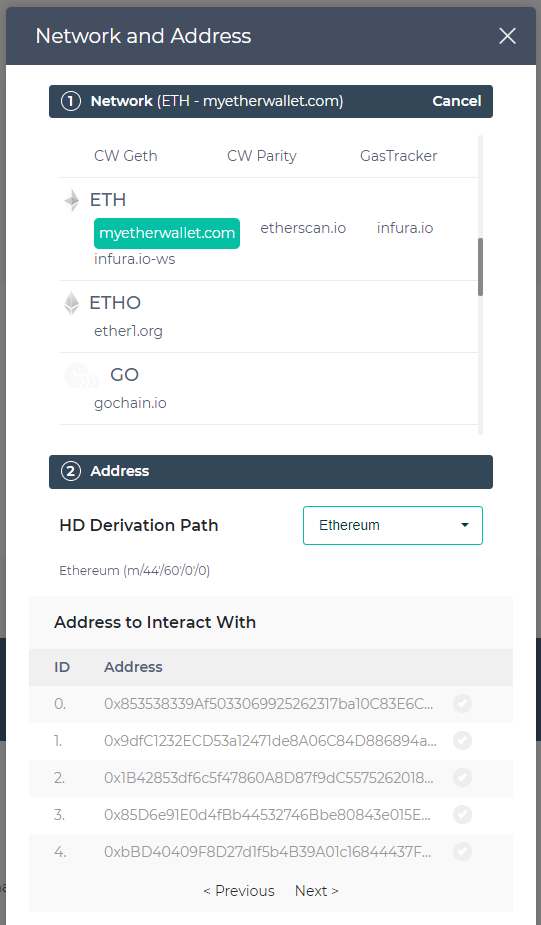 Network and Address
1 Network (ETH - myetherwallet.com) Cancel
CW Geth CW Parity GasTracker
ETH
myetherwallet.com etherscan.io infura.io
infura.io-ws
ETHO
ether1.org
GO
gochain.io
2 Address
HD Derivation Path Ethereum
Ethereum (m/44'/60'/0'/0)
Address to Interact With
ID Address
0. 0x853538339Af5033069925262317ba10C83E6C...
1. 0x9dfC1232ECD53a12471de8A06C84D886894a...
2. 0x1B42853df6c5f47860A8D87f9dC5575262018...
3. 0x85D6e91E0d4fBb44532746Bbe80843e015E...
4. 0xbBD40409F8D27d1f5b4B39A01c16844437F...
< Previous Next >